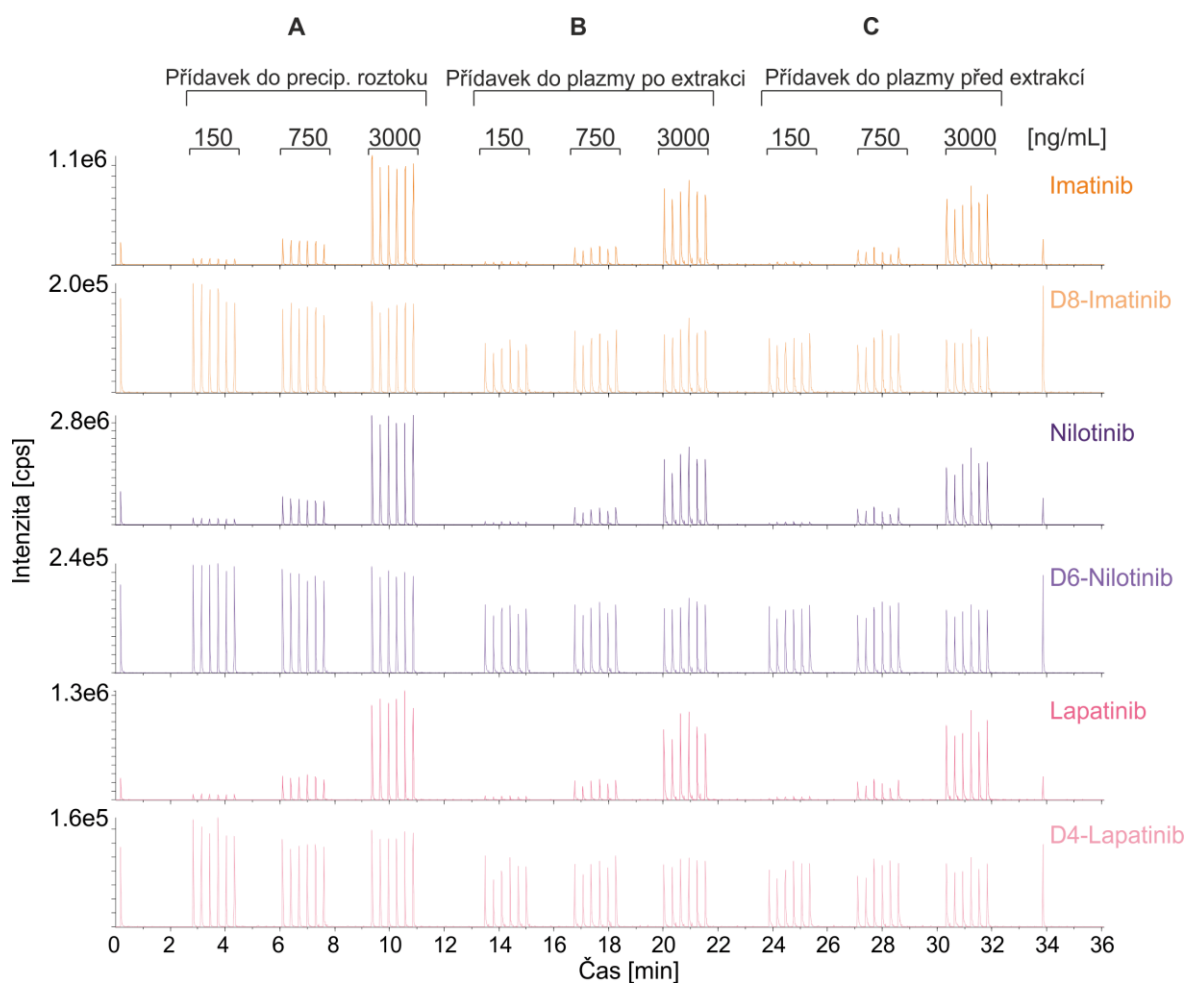 A B C
Přídavek do precip. roztoku Přídavek do plazmy po extrakci Přídavek do plazmy před extrakcí
150 750 3000 150 750 3000 150 750 3000 [ng/mL]
1.1e6 Imatinib
2.0e5 D8-Imatinib
2.8e6 Nilotinib
2.4e5 D6-Nilotinib
1.3e6 Lapatinib
1.6e5 D4-Lapatinib
Intenzita [cps]
0 2 4 6 8 10 12 14 16 18 20 22 24 26 28 30 32 34 36
Čas [min]